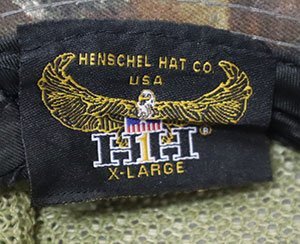 HENSCHEL HAT CO.
USA
H1H®
X-LARGE